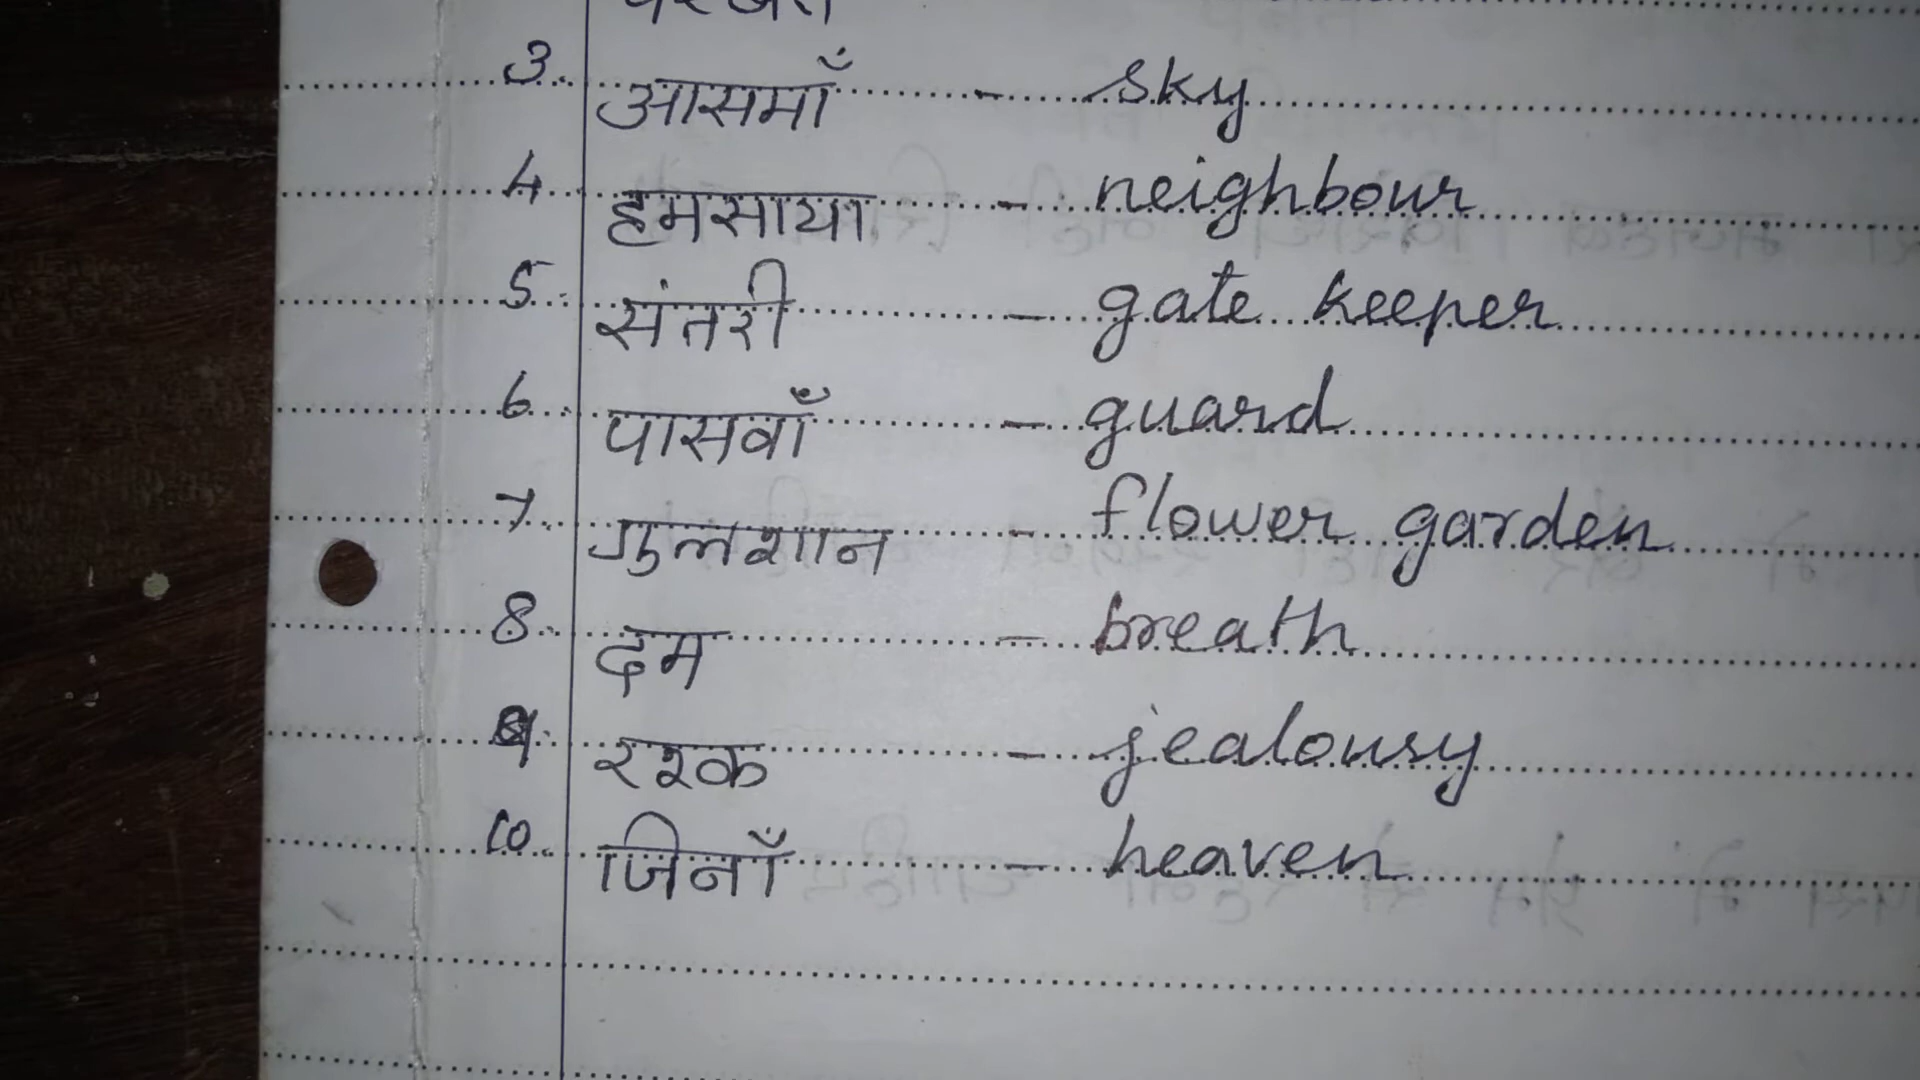 3. आसमाँ - sky
4. हमसाया - neighbour
5. संतरी - gate keeper
6. पासवाँ - guard
7. गुलशान - flower garden
8. दम - breath
9. रश्क - jealousy
10. जिनाँ - heaven